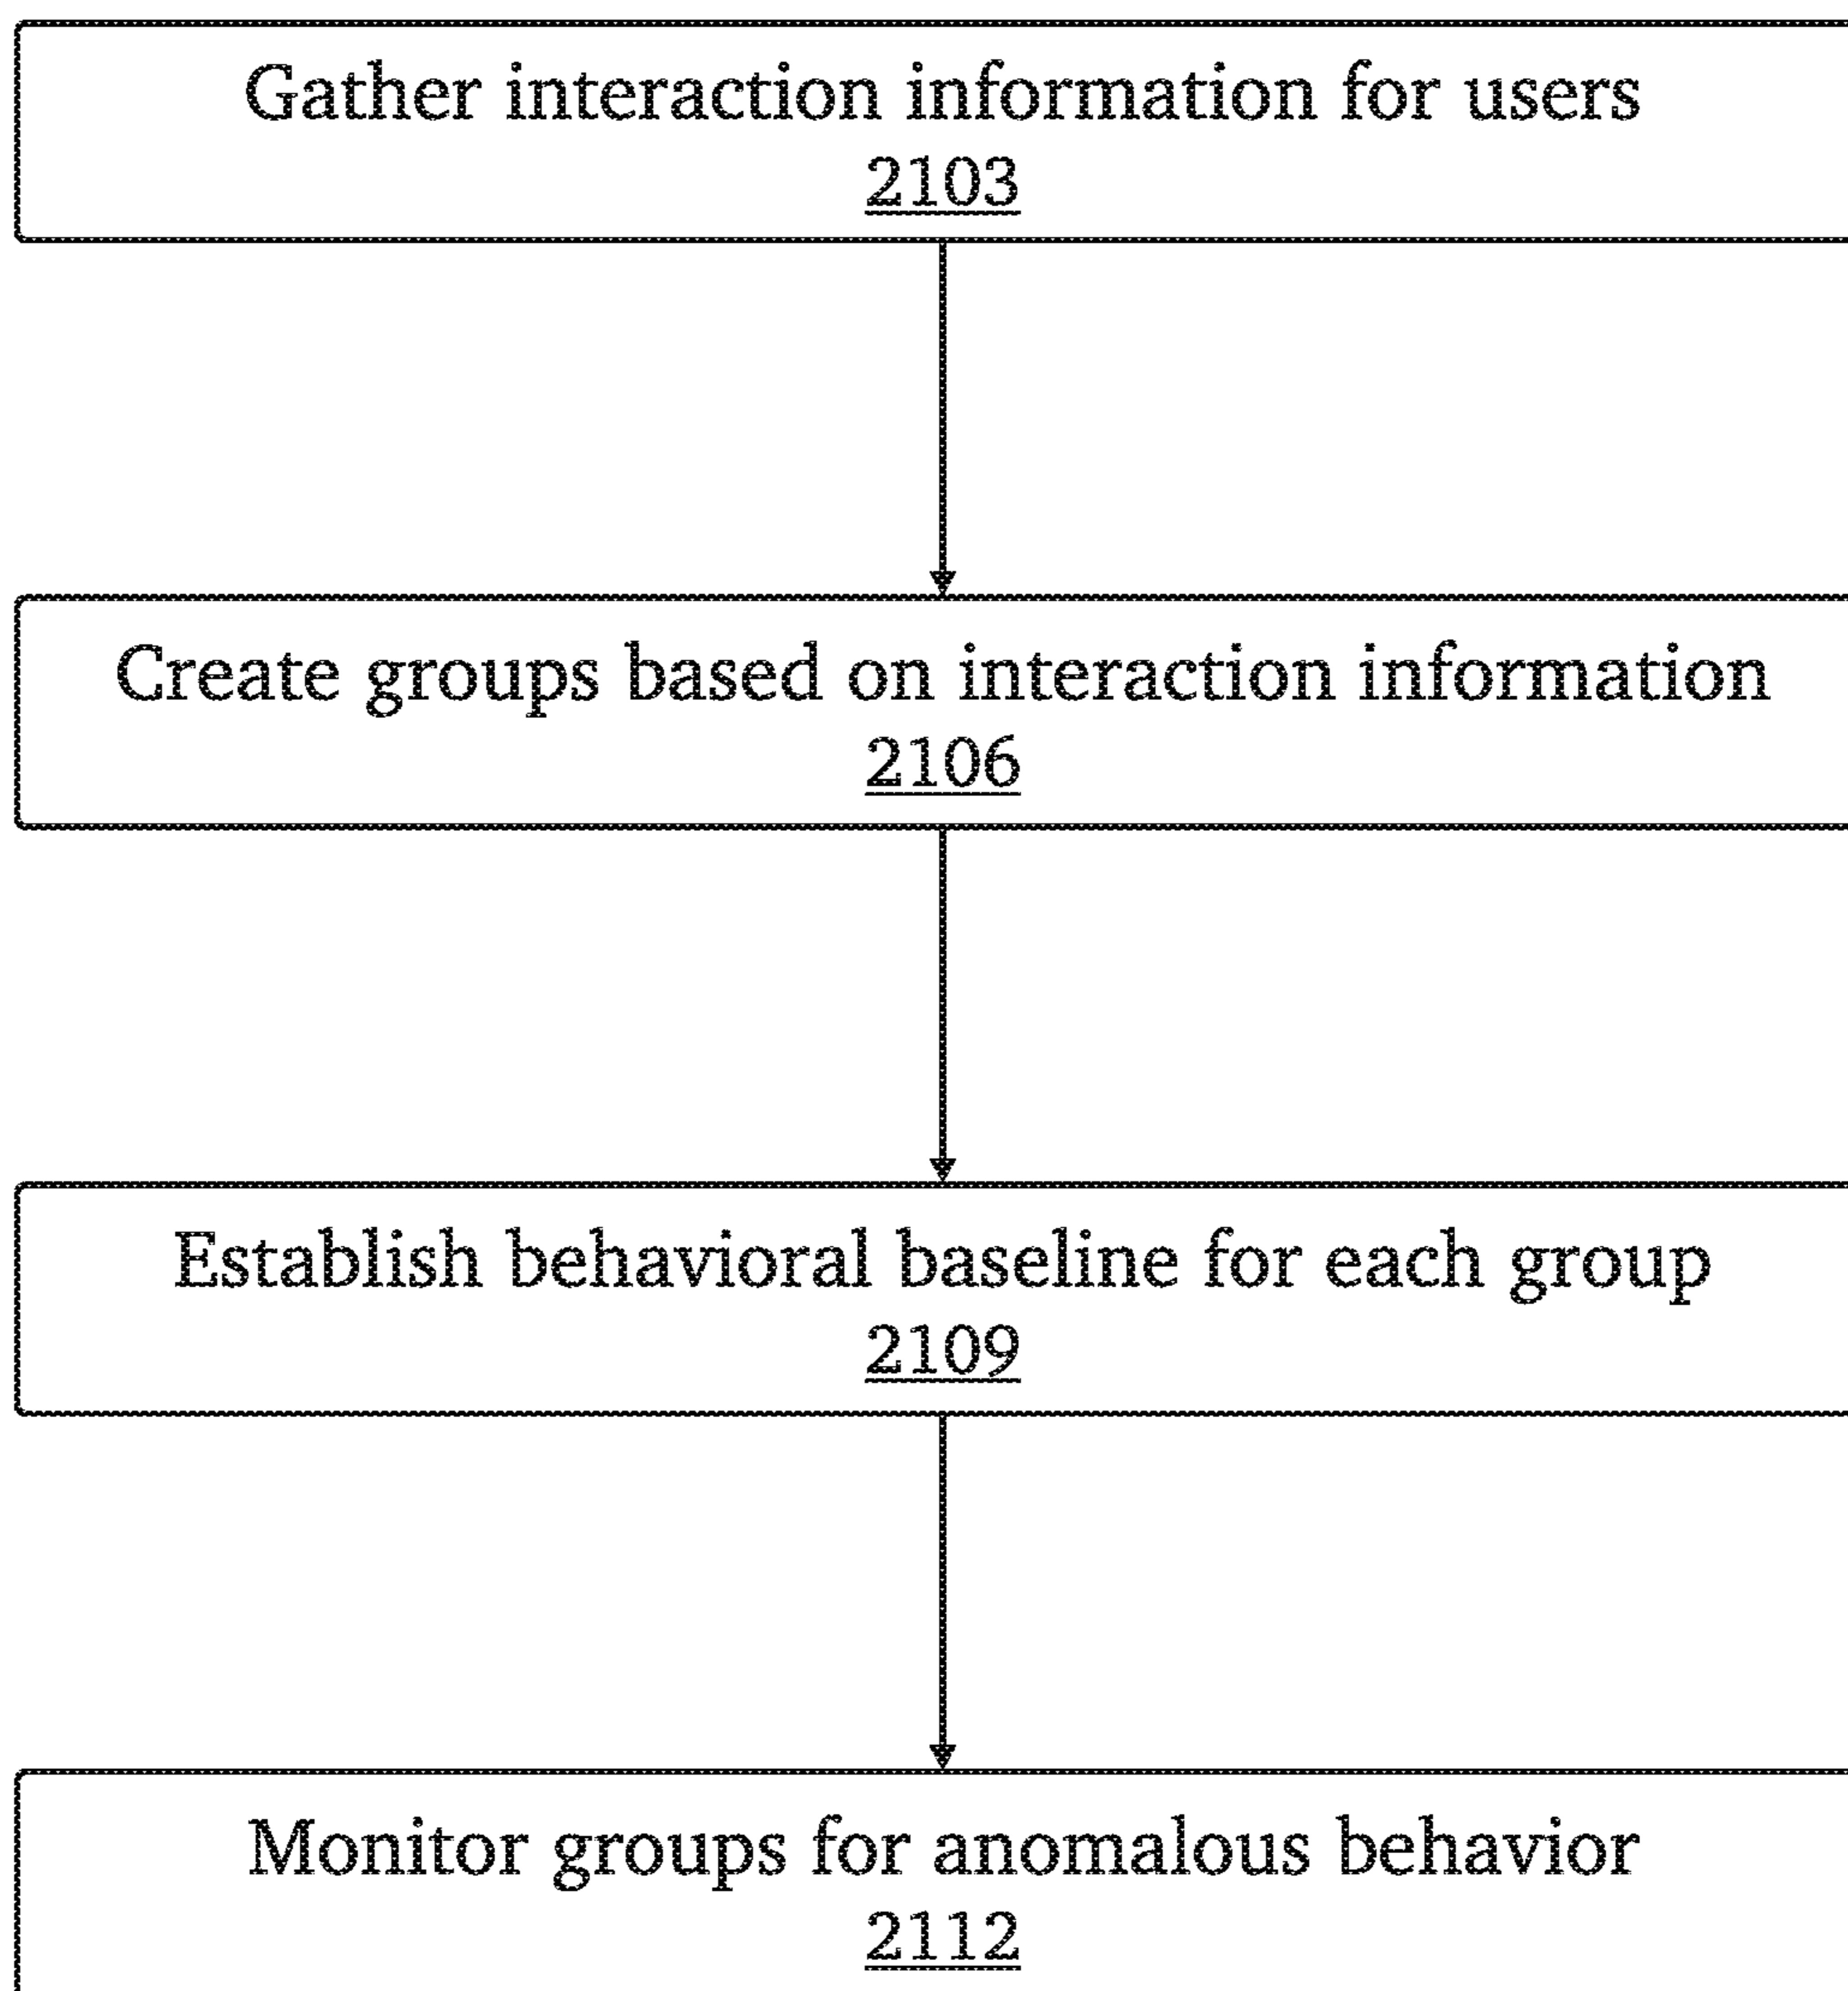 Gather interaction information for users
2103
Create groups based on interaction information
2106
Establish behavioral baseline for each group
2109
Monitor groups for anomalous behavior
2112